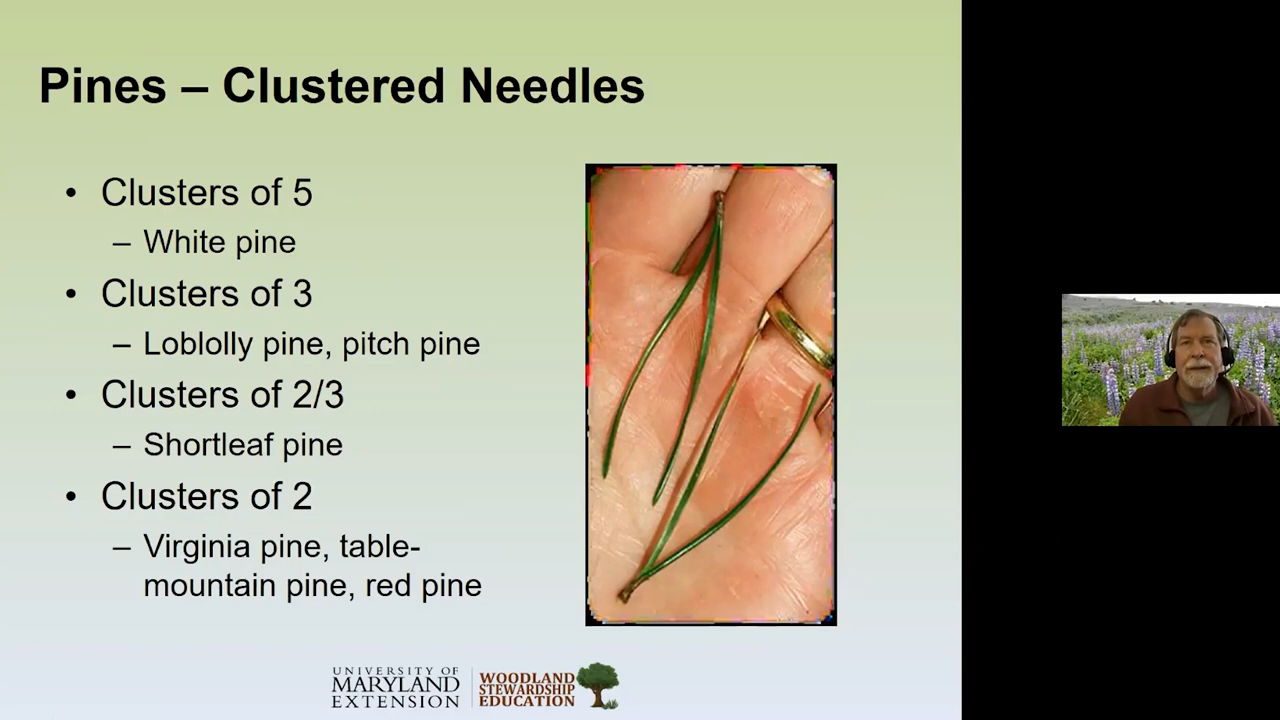 Pines – Clustered Needles
• Clusters of 5
– White pine
• Clusters of 3
– Loblolly pine, pitch pine
• Clusters of 2/3
– Shortleaf pine
• Clusters of 2
– Virginia pine, table-
mountain pine, red pine
UNIVERSITY OF
MARYLAND
EXTENSION
WOODLAND
STEWARDSHIP
EDUCATION